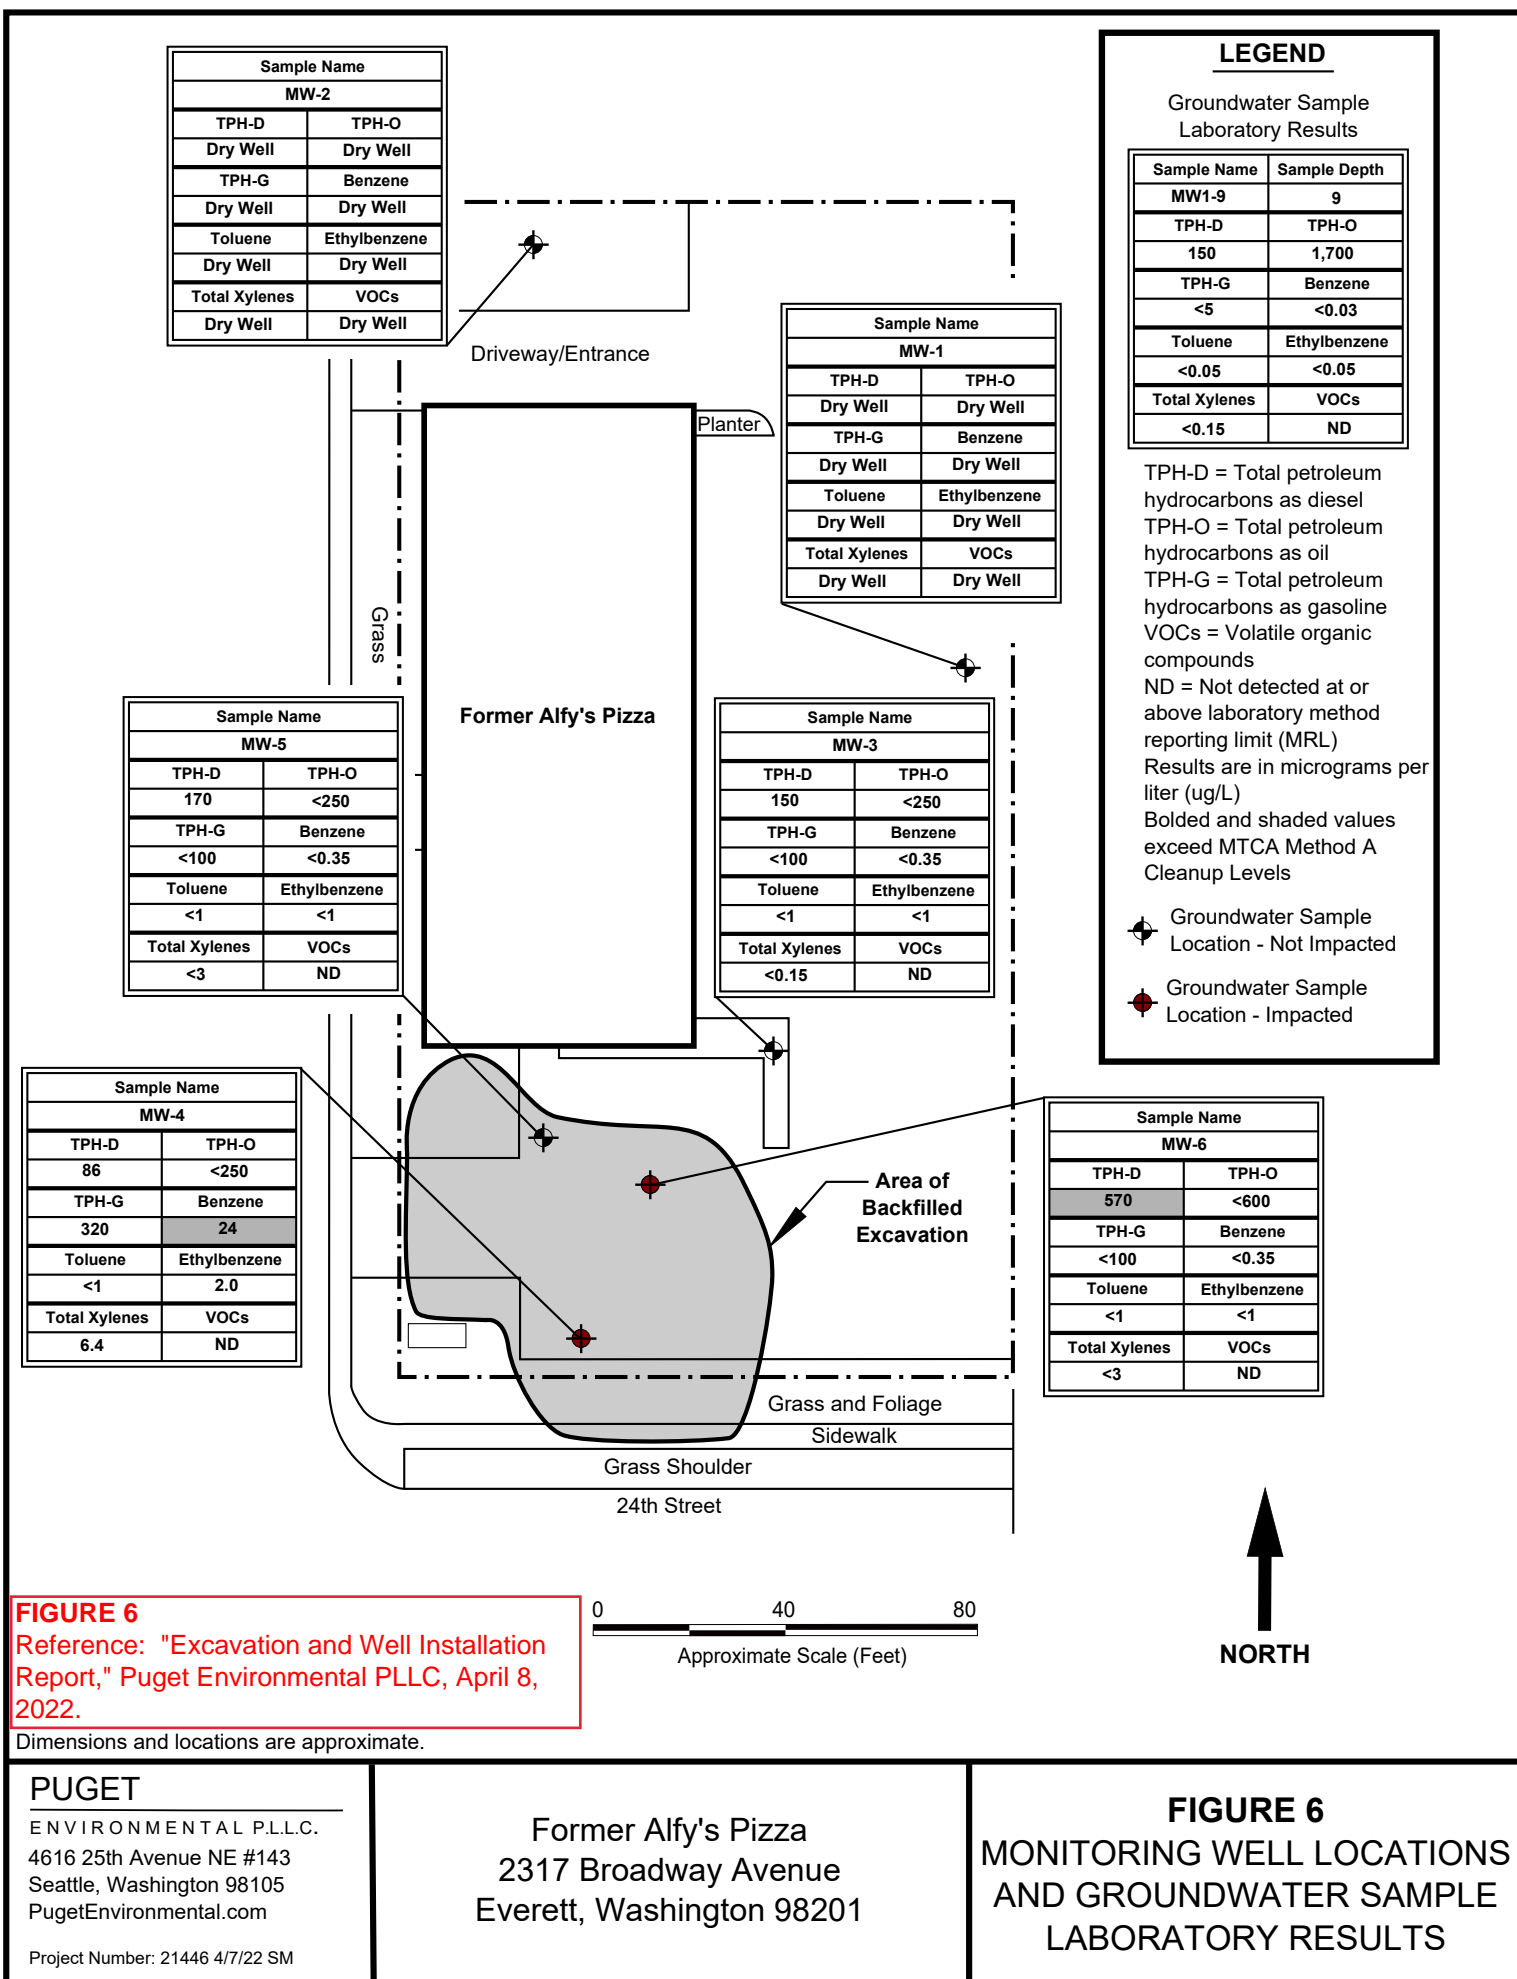 Sample Name
MW-2
TPH-D TPH-O
Dry Well Dry Well
TPH-G Benzene
Dry Well Dry Well
Toluene Ethylbenzene
Dry Well Dry Well
Total Xylenes VOCs
Dry Well Dry Well
Driveway/Entrance
Planter
Grass
Former Alfy's Pizza
Sample Name
MW-1
TPH-D TPH-O
Dry Well Dry Well
TPH-G Benzene
Dry Well Dry Well
Toluene Ethylbenzene
Dry Well Dry Well
Total Xylenes VOCs
Dry Well Dry Well
Sample Name
MW-5
TPH-D TPH-O
170 <250
TPH-G Benzene
<100 <0.35
Toluene Ethylbenzene
<1 <1
Total Xylenes VOCs
<3 ND
Sample Name
MW-3
TPH-D TPH-O
150 <250
TPH-G Benzene
<100 <0.35
Toluene Ethylbenzene
<1 <1
Total Xylenes VOCs
<0.15 ND
Sample Name
MW-4
TPH-D TPH-O
86 <250
TPH-G Benzene
320 24
Toluene Ethylbenzene
<1 2.0
Total Xylenes VOCs
6.4 ND
Area of
Backfilled
Excavation
Sample Name
MW-6
TPH-D TPH-O
570 <600
TPH-G Benzene
<100 <0.35
Toluene Ethylbenzene
<1 <1
Total Xylenes VOCs
<3 ND
Grass and Foliage
Sidewalk
Grass Shoulder
24th Street
LEGEND
Groundwater Sample
Laboratory Results
Sample Name Sample Depth
MW1-9 9
TPH-D TPH-O
150 1,700
TPH-G Benzene
<5 <0.03
Toluene Ethylbenzene
<0.05 <0.05
Total Xylenes VOCs
<0.15 ND
TPH-D = Total petroleum
hydrocarbons as diesel
TPH-O = Total petroleum
hydrocarbons as oil
TPH-G = Total petroleum
hydrocarbons as gasoline
VOCs = Volatile organic
compounds
ND = Not detected at or
above laboratory method
reporting limit (MRL)
Results are in micrograms per
liter (ug/L)
Bolded and shaded values
exceed MTCA Method A
Cleanup Levels
Groundwater Sample
Location - Not Impacted
Groundwater Sample
Location - Impacted
FIGURE 6
Reference: "Excavation and Well Installation
Report," Puget Environmental PLLC, April 8,
2022.
0 40 80
Approximate Scale (Feet)
NORTH
Dimensions and locations are approximate.
PUGET
ENVIRONMENTAL P.L.L.C.
4616 25th Avenue NE #143
Seattle, Washington 98105
PugetEnvironmental.com
Project Number: 21446 4/7/22 SM
Former Alfy's Pizza
2317 Broadway Avenue
Everett, Washington 98201
FIGURE 6
MONITORING WELL LOCATIONS
AND GROUNDWATER SAMPLE
LABORATORY RESULTS